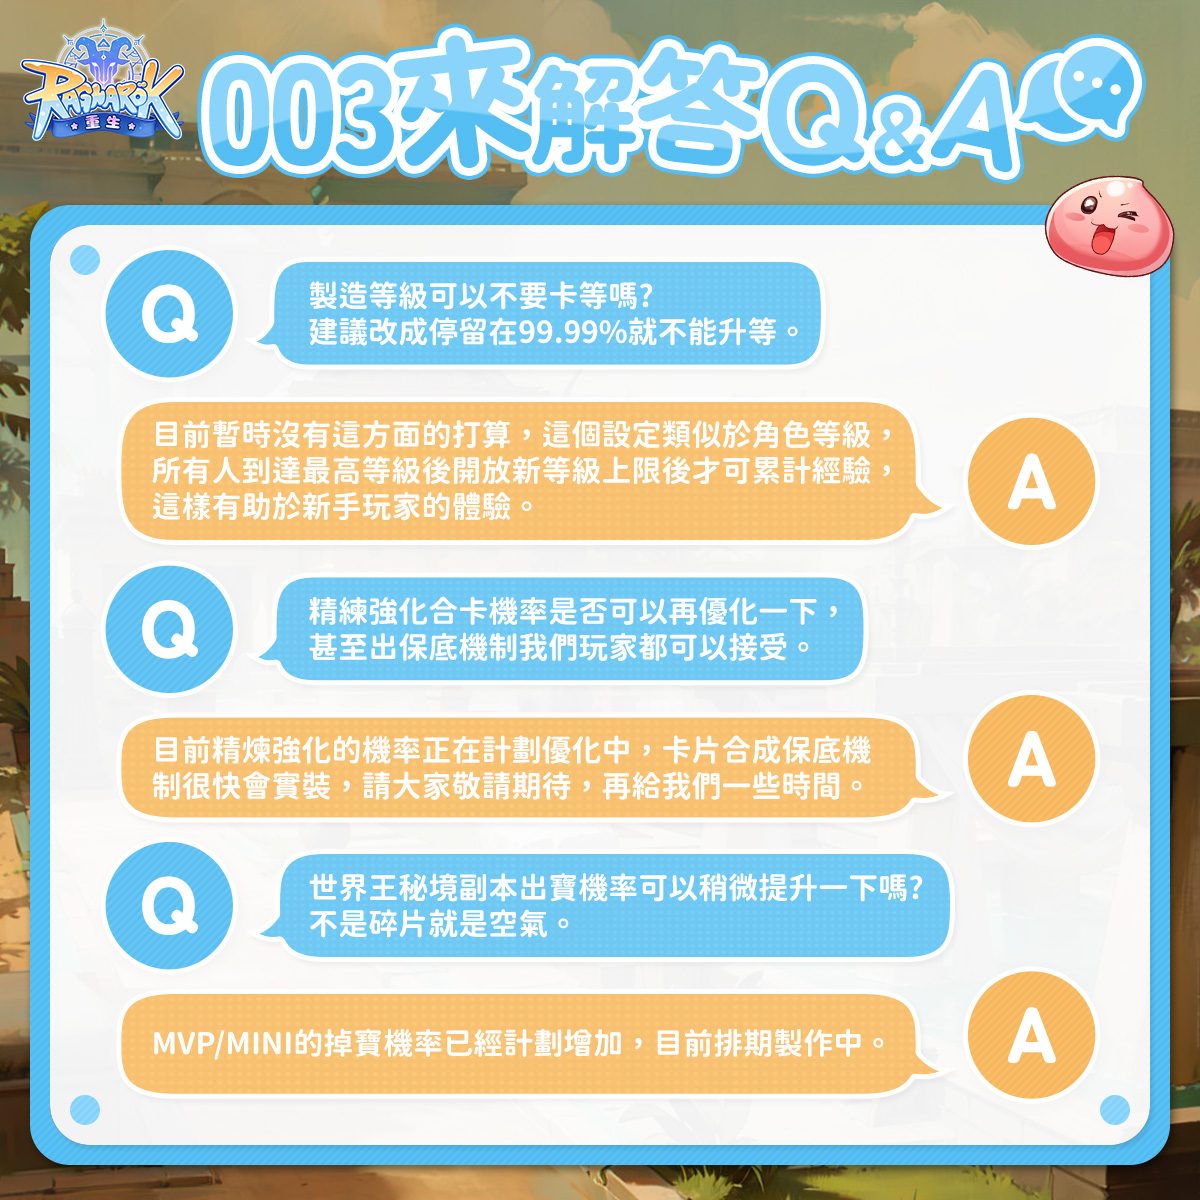 RAGNARÖK
重生
003來解答Q&A
Q
製造等級可以不要卡等嗎?
建議改成停留在99.99%就不能升等。
目前暫時沒有這方面的打算，這個設定類似於角色等級，
所有人到達最高等級後開放新等級上限後才可累計經驗，
這樣有助於新手玩家的體驗。
A
Q
精練強化合卡機率是否可以再優化一下，
甚至出保底機制我們玩家都可以接受。
目前精煉強化的機率正在計劃優化中，卡片合成保底機
制很快會實裝，請大家敬請期待，再給我們一些時間。
A
Q
世界王秘境副本出寶機率可以稍微提升一下嗎?
不是碎片就是空氣。
MVP/MINI的掉寶機率已經計劃增加，目前排期製作中。
A